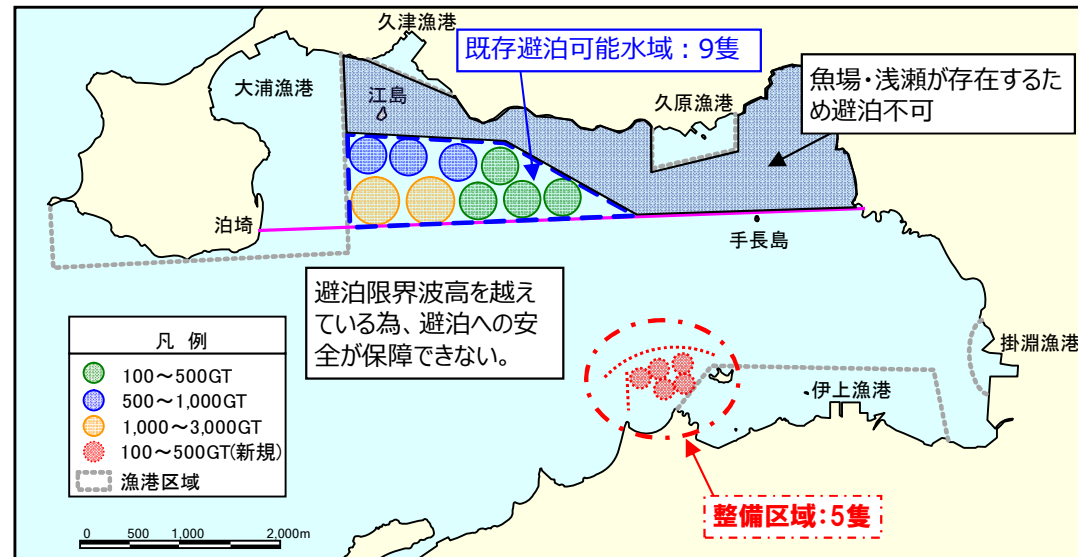 久津漁港
既存避泊可能水域：9隻
大浦漁港
江島
久原漁港
魚場・浅瀬が存在するた
め避泊不可
泊埼
手長島
避泊限界波高を越え
ている為、避泊への安
全が保障できない。
掛淵漁港
伊上漁港
凡 例
100～500GT
500～1,000GT
1,000～3,000GT
100～500GT(新規)
漁港区域
整備区域:5隻
0 500 1,000 2,000m